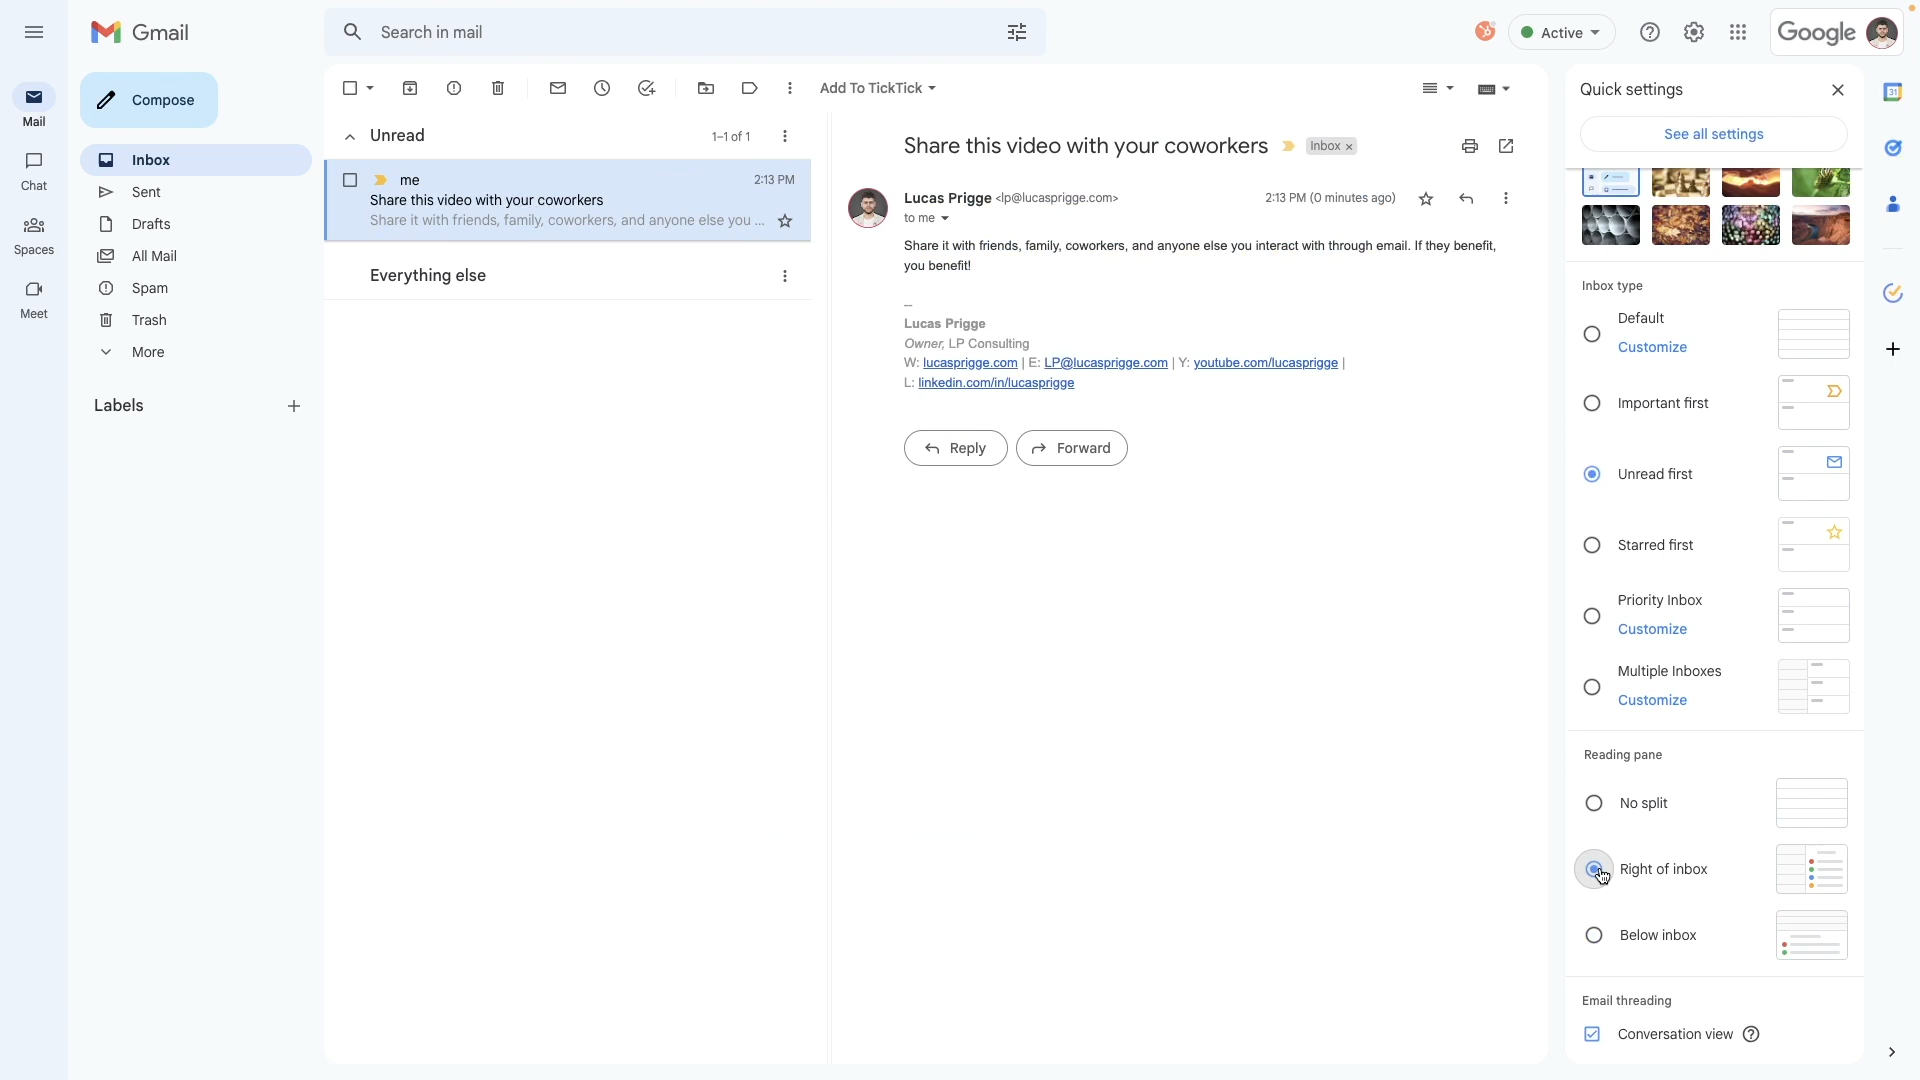 Gmail
Search in mail
Active
Google
Mail
Chat
Spaces
Meet
Compose
Inbox
Sent
Drafts
All Mail
Spam
Trash
More
Labels
Add To TickTick
Unread
1–1 of 1
me
2:13 PM
Share this video with your coworkers
Share it with friends, family, coworkers, and anyone else you ...
Everything else
Share this video with your coworkers
Inbox ×
Lucas Prigge <lp@lucasprigge.com>
2:13 PM (0 minutes ago)
to me
Share it with friends, family, coworkers, and anyone else you interact with through email. If they benefit,
you benefit!
--
Lucas Prigge
Owner, LP Consulting
W: lucasprigge.com | E: LP@lucasprigge.com | Y: youtube.com/lucasprigge |
L: linkedin.com/in/lucasprigge
Reply
Forward
Quick settings
See all settings
Inbox type
Default
Customize
Important first
Unread first
Starred first
Priority Inbox
Customize
Multiple Inboxes
Customize
Reading pane
No split
Right of inbox
Below inbox
Email threading
Conversation view
31